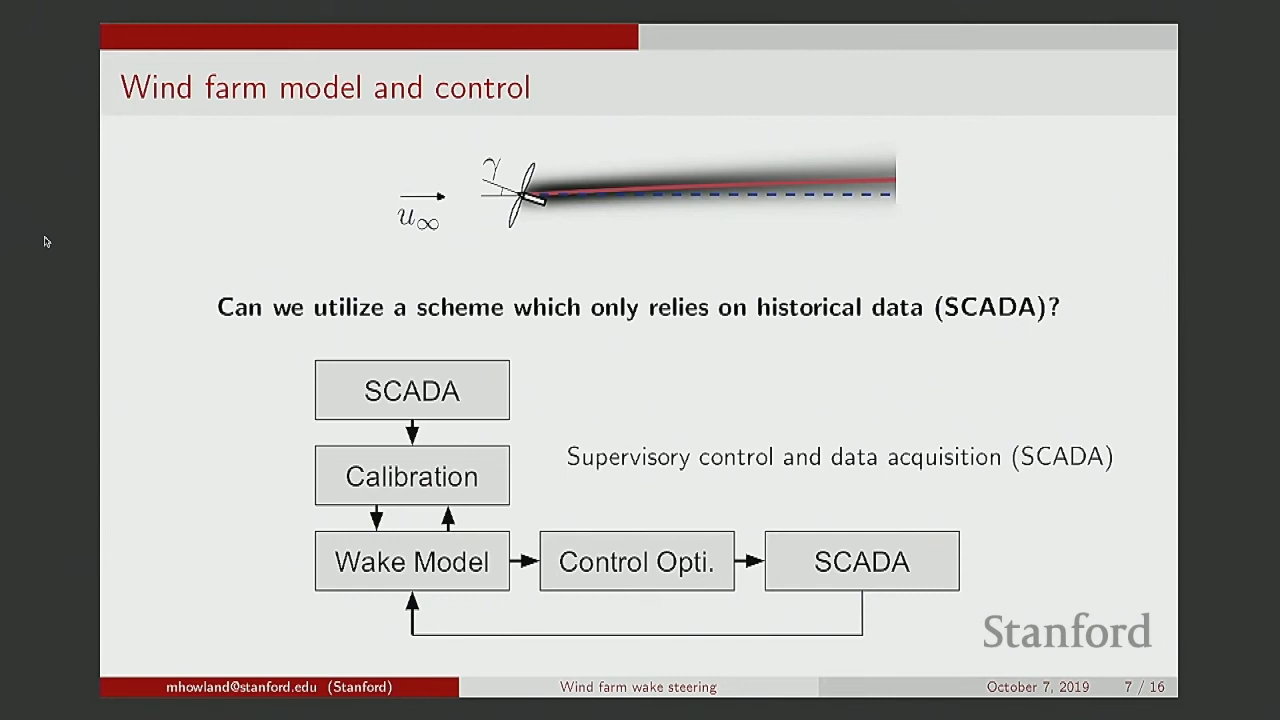 Wind farm model and control
γ
u∞
Can we utilize a scheme which only relies on historical data (SCADA)?
SCADA
Calibration
Supervisory control and data acquisition (SCADA)
Wake Model
Control Opti.
SCADA
Stanford
mhowland@stanford.edu (Stanford)
Wind farm wake steering
October 7, 2019
7 / 16